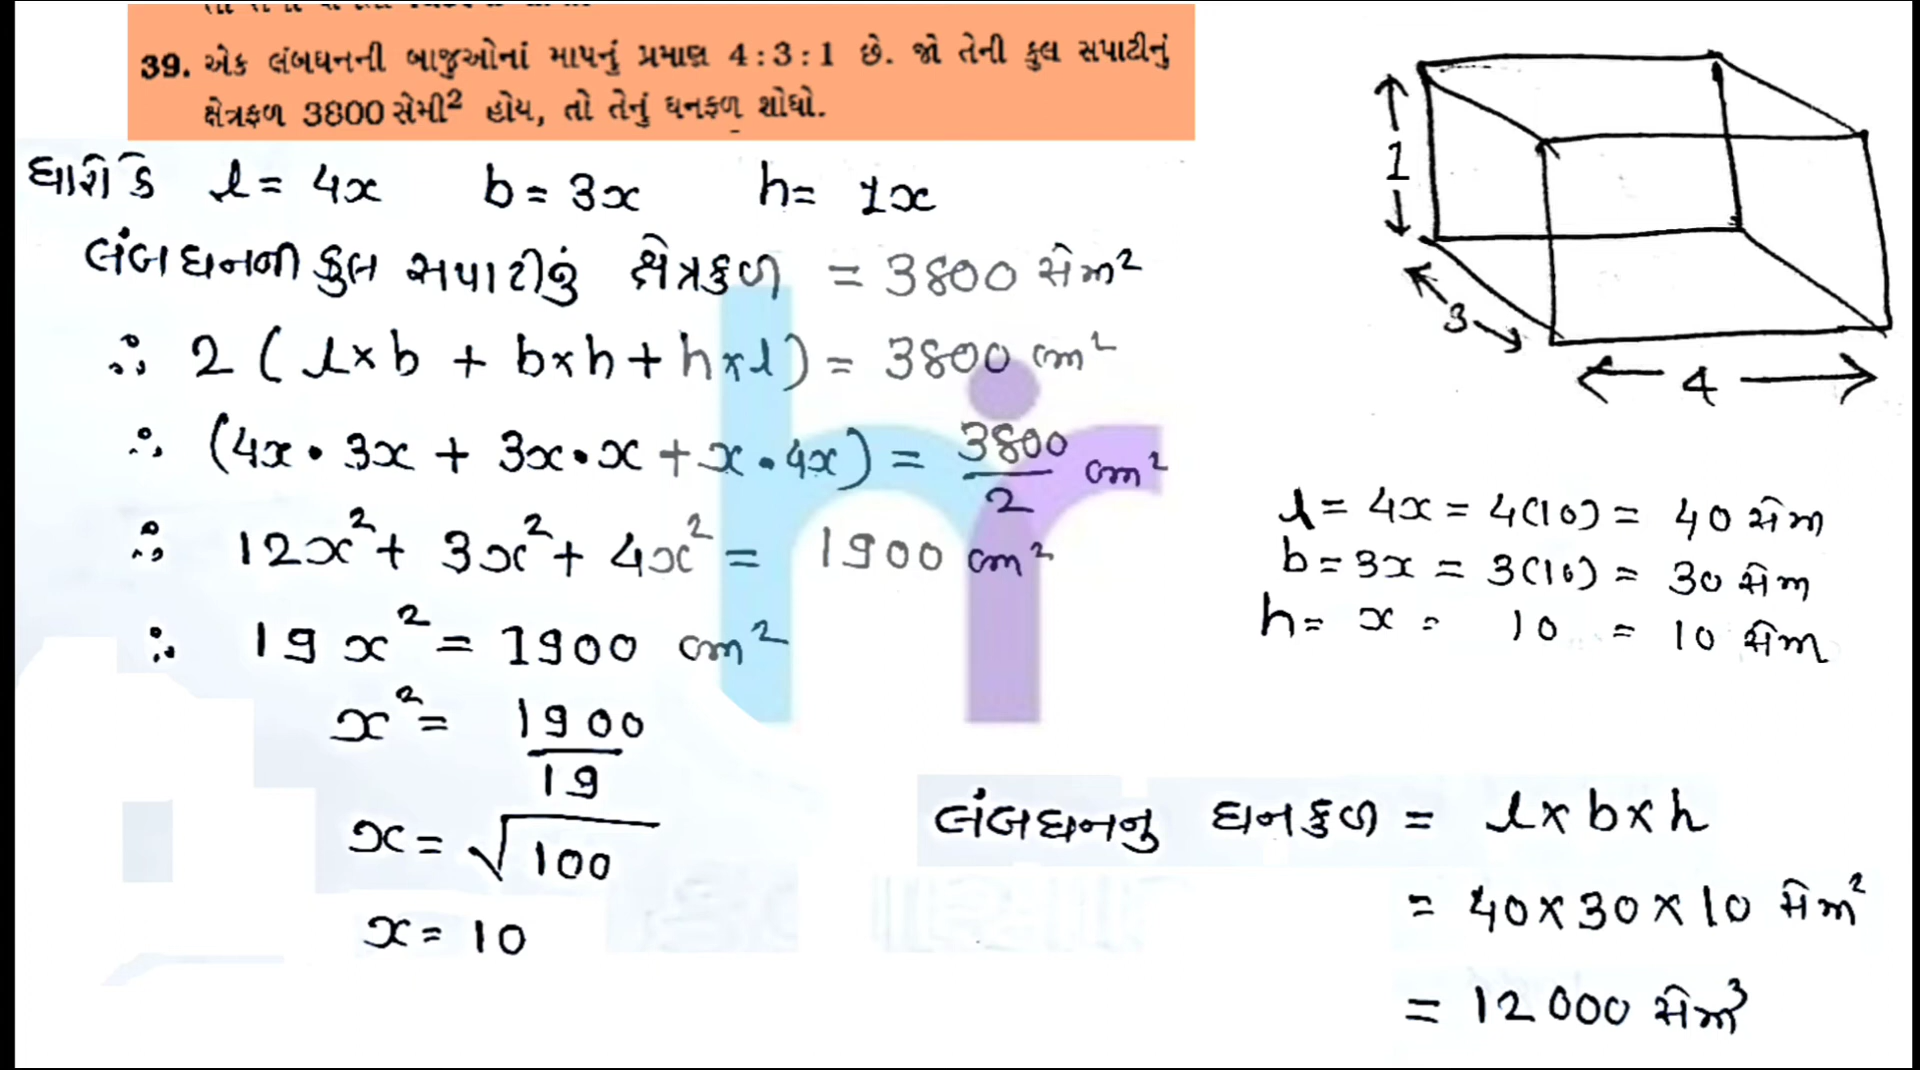 39. એક લંબઘનની બાજુઓનાં માપનું પ્રમાણ 4 : 3 : 1 છે. જો તેની કુલ સપાટીનું
ક્ષેત્રફળ 3800 સેમી² હોય, તો તેનું ઘનફળ શોધો.
ધારો કે l = 4x b = 3x h = 1x
લંબઘનની કુલ સપાટીનું ક્ષેત્રફળ = 3800 સેમી²
∴ 2 ( l×b + b×h + h×l ) = 3800 cm²
∴ (4x • 3x + 3x • x + x • 4x) = 3800/2 cm²
∴ 12x² + 3x² + 4x² = 1900 cm²
∴ 19 x² = 1900 cm²
x² = 1900/19
x = √100
x = 10
1
3
4
l = 4x = 4(10) = 40 સેમી
b = 3x = 3(10) = 30 સેમી
h = x = 10 = 10 સેમી
લંબઘનનુ ઘનફળ = l × b × h
= 40 × 30 × 10 સેમી²
= 12000 સેમી³
hr